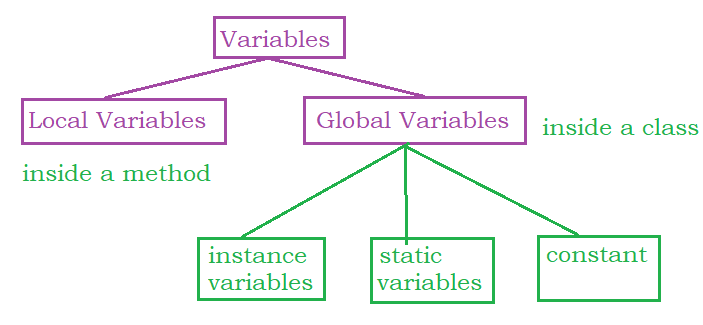 Variables
Local Variables
Global Variables
inside a class
inside a method
instance
variables
static
variables
constant